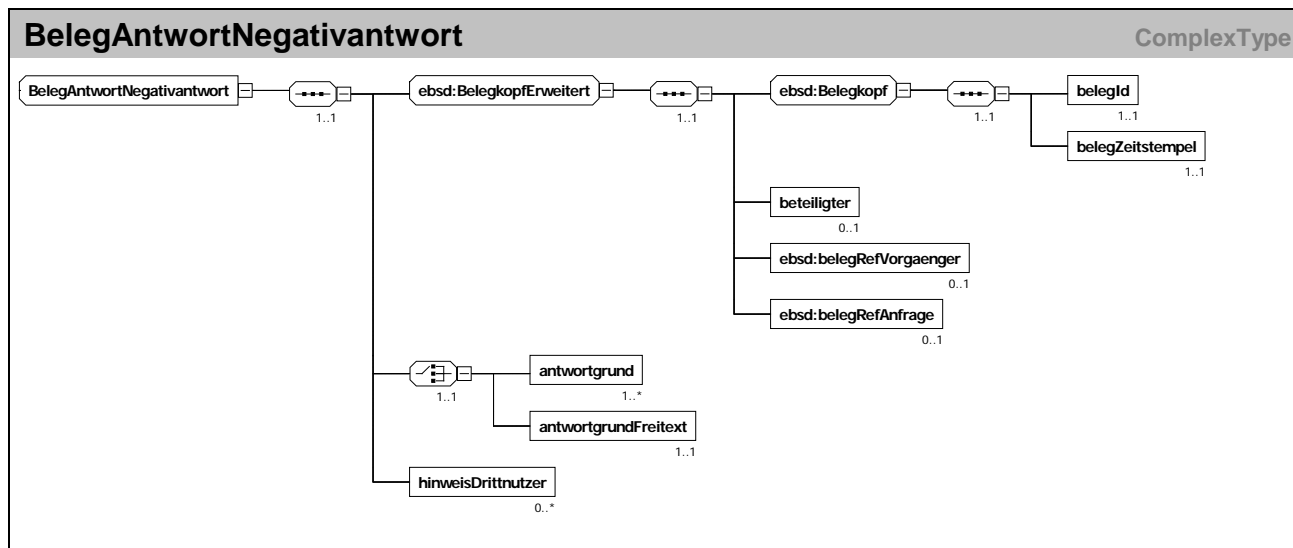 BelegAntwortNegativantwort ComplexType
BelegAntwortNegativantwort
1..1
ebsd:BelegkopfErweitert
1..1
ebsd:Belegkopf
1..1
belegId
1..1
belegZeitstempel
1..1
beteiligter
0..1
ebsd:belegRefVorgaenger
0..1
ebsd:belegRefAnfrage
0..1
1..1
antwortgrund
1..*
antwortgrundFreitext
1..1
hinweisDrittnutzer
0..*